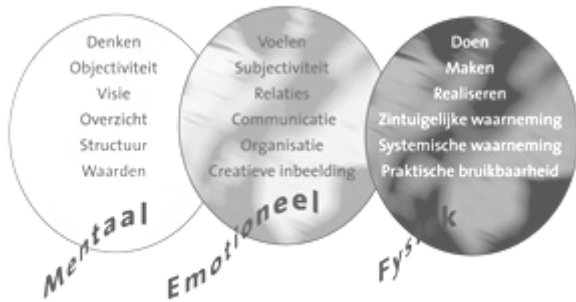 Denken
Objectiviteit
Visie
Overzicht
Structuur
Waarden
Mentaal
Voelen
Subjectiviteit
Relaties
Communicatie
Organisatie
Creatieve inbeelding
Emotioneel
Doen
Maken
Realiseren
Zintuigelijke waarneming
Systemische waarneming
Praktische bruikbaarheid